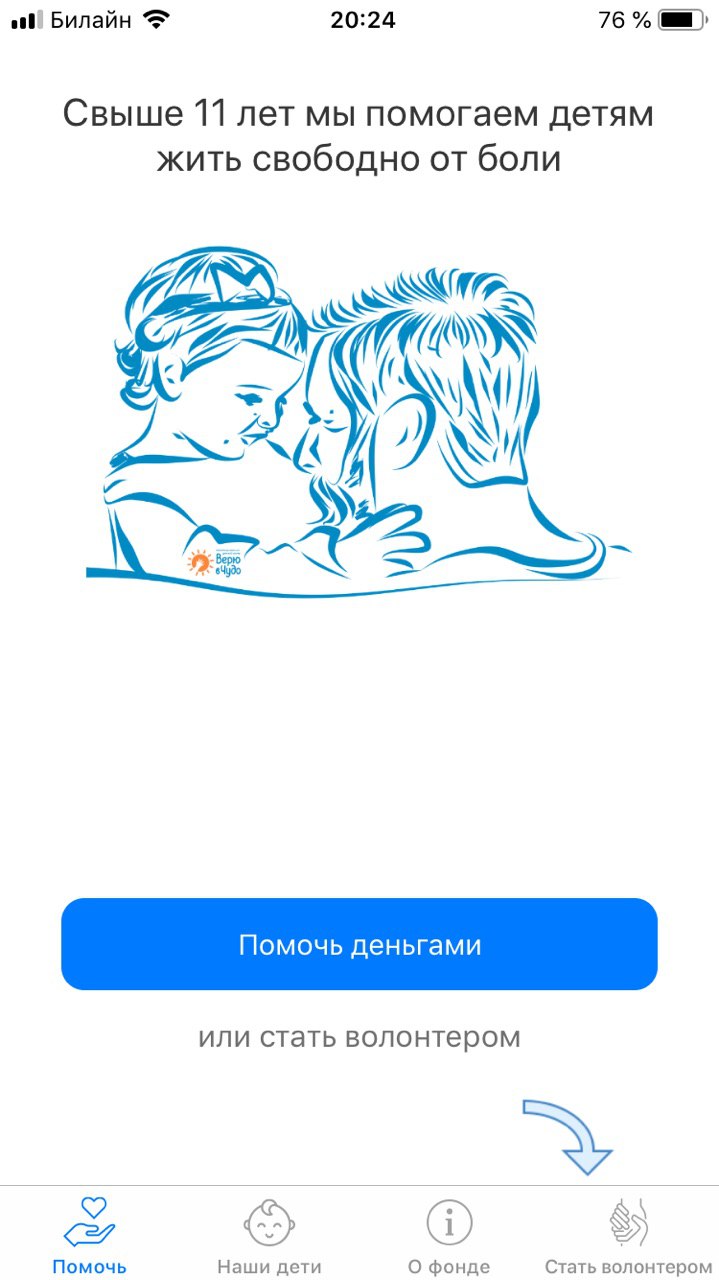 Билайн 20:24 76 %
Свыше 11 лет мы помогаем детям
жить свободно от боли
Верю
в Чудо
Помочь деньгами
или стать волонтером
Помочь Наши дети О фонде Стать волонтером